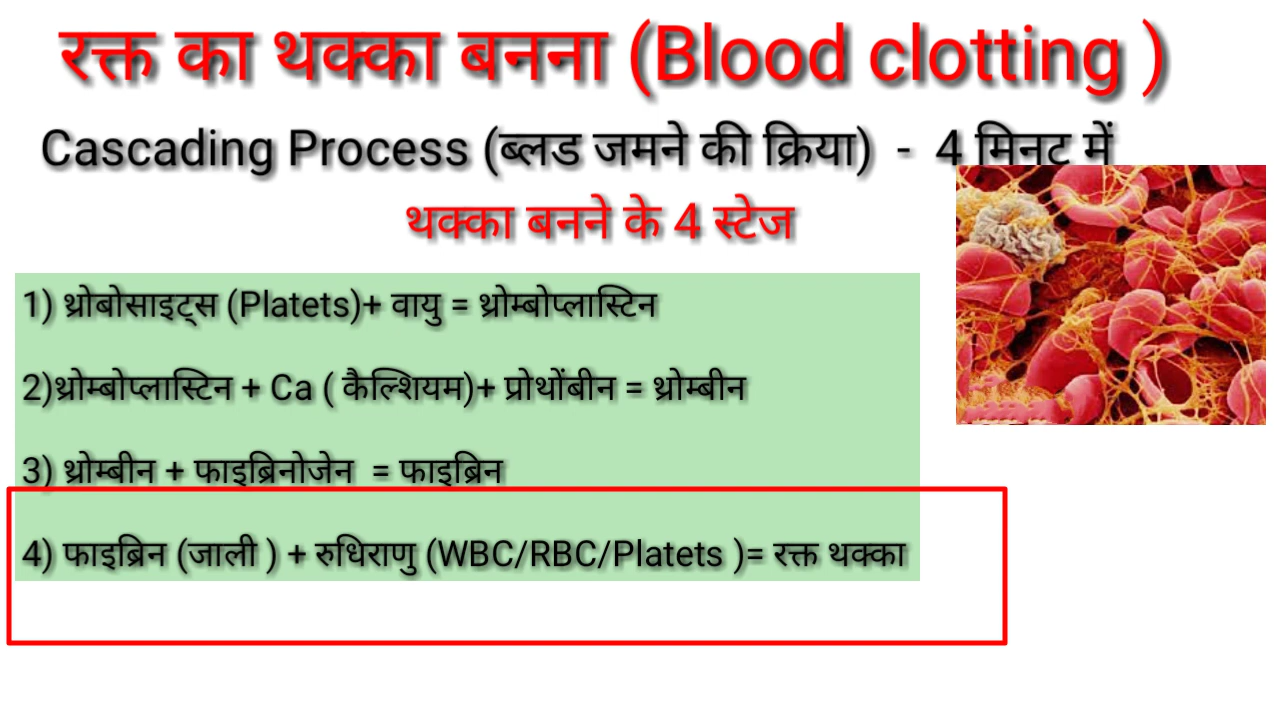 रक्त का थक्का बनना (Blood clotting )
Cascading Process (ब्लड जमने की क्रिया) - 4 मिनट में
थक्का बनने के 4 स्टेज
1) थ्रोबोसाइट्स (Platets)+ वायु = थ्रोम्बोप्लास्टिन
2)थ्रोम्बोप्लास्टिन + Ca ( कैल्शियम)+ प्रोथोंबीन = थ्रोम्बीन
3) थ्रोम्बीन + फाइब्रिनोजेन = फाइब्रिन
4) फाइब्रिन (जाली ) + रुधिराणु (WBC/RBC/Platets )= रक्त थक्का